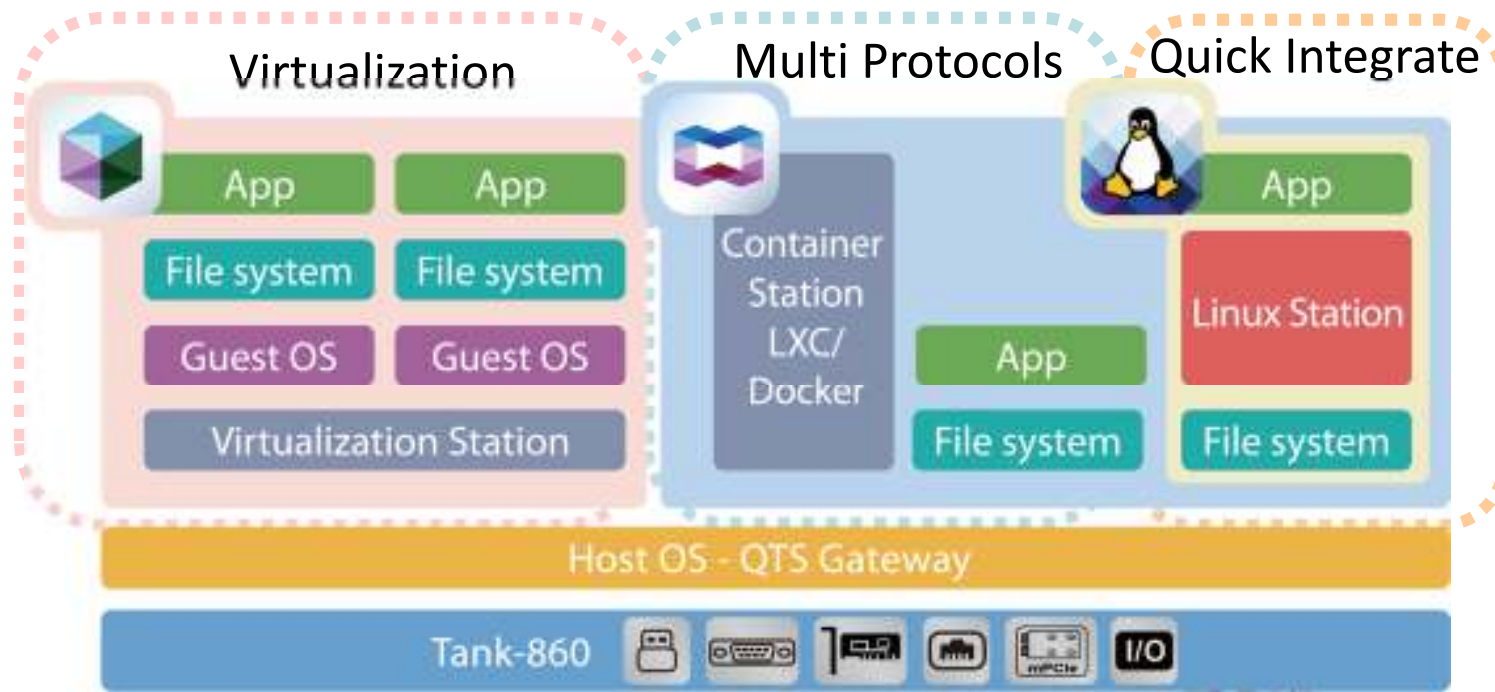 Virtualization
Multi Protocols
Quick Integrate
App
App
File system
File system
Guest OS
Guest OS
Virtualization Station
Container
Station
LXC/
Docker
App
File system
App
Linux Station
File system
Host OS - QTS Gateway
Tank-860
mPCIe
I/O